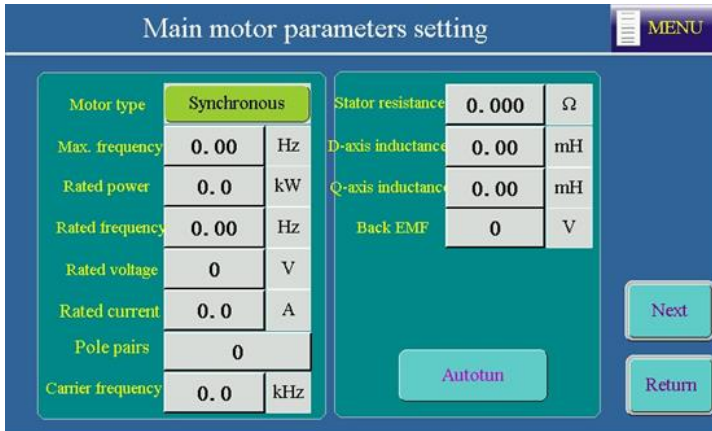 Main motor parameters setting
MENU
Motor type Synchronous
Max. frequency 0.00 Hz
Rated power 0.0 kW
Rated frequency 0.00 Hz
Rated voltage 0 V
Rated current 0.0 A
Pole pairs 0
Carrier frequency 0.0 kHz
Stator resistance 0.000 Ω
D-axis inductance 0.00 mH
Q-axis inductance 0.00 mH
Back EMF 0 V
Autotun
Next
Return